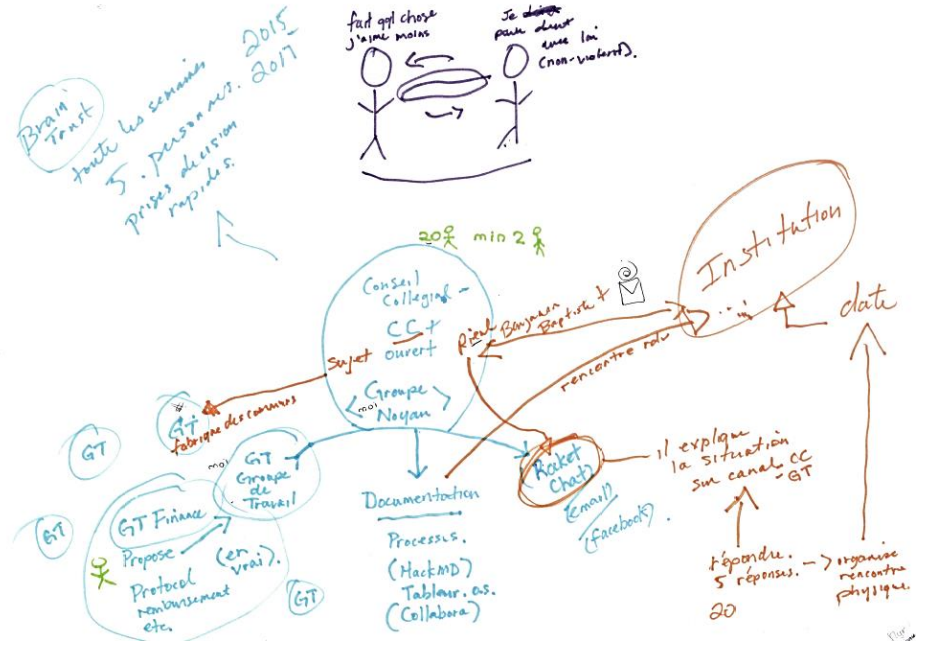 fait qql chose
j'aime moins
Je
parle direct
avec lui
(non-violent).
Brain
Trust
toute les semaines
5. personnes.
2015
2017
prises decision
rapides.
20 min 2
Conseil
Collegial -
CC +
ouvert
Groupe
Noyau
moi
Sujet
fabrique des communs
Benjamin
Baptiste +
rencontre rdv
Institution
date
GT
GT
GT
GT
#
moi
GT
Groupe
de
Travail
GT Finance
Propose
(en
vrai).
Protocol
remboursement
etc.
Documentation
Processus.
(HackMD)
Tableur.
(Collabora)
(Rocket
Chat)
(email)
(facebook).
il explique
la situation
sur canal. CC
- GT
répondre.
5 réponses. -> organise
rencontre
physique.
20